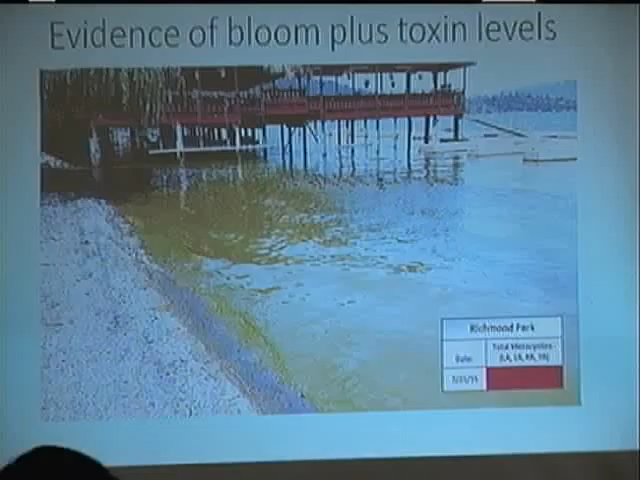 Evidence of bloom plus toxin levels
Richmond Park
Date:
Total Microcystins
(LA, LR, RR, YR)